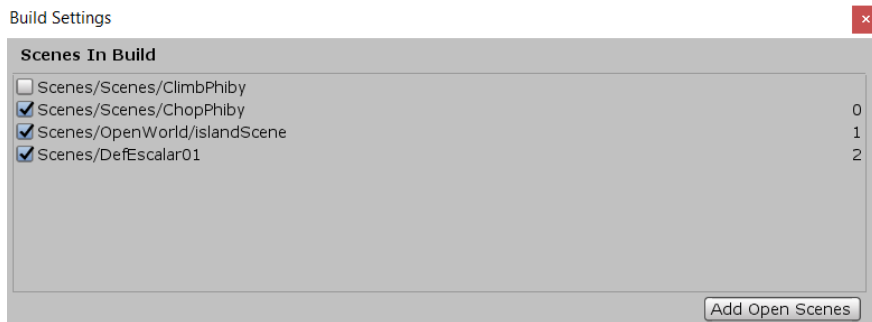 Build Settings
Scenes In Build
Scenes/Scenes/ClimbPhiby
Scenes/Scenes/ChopPhiby 0
Scenes/OpenWorld/islandScene 1
Scenes/DefEscalar01 2
Add Open Scenes